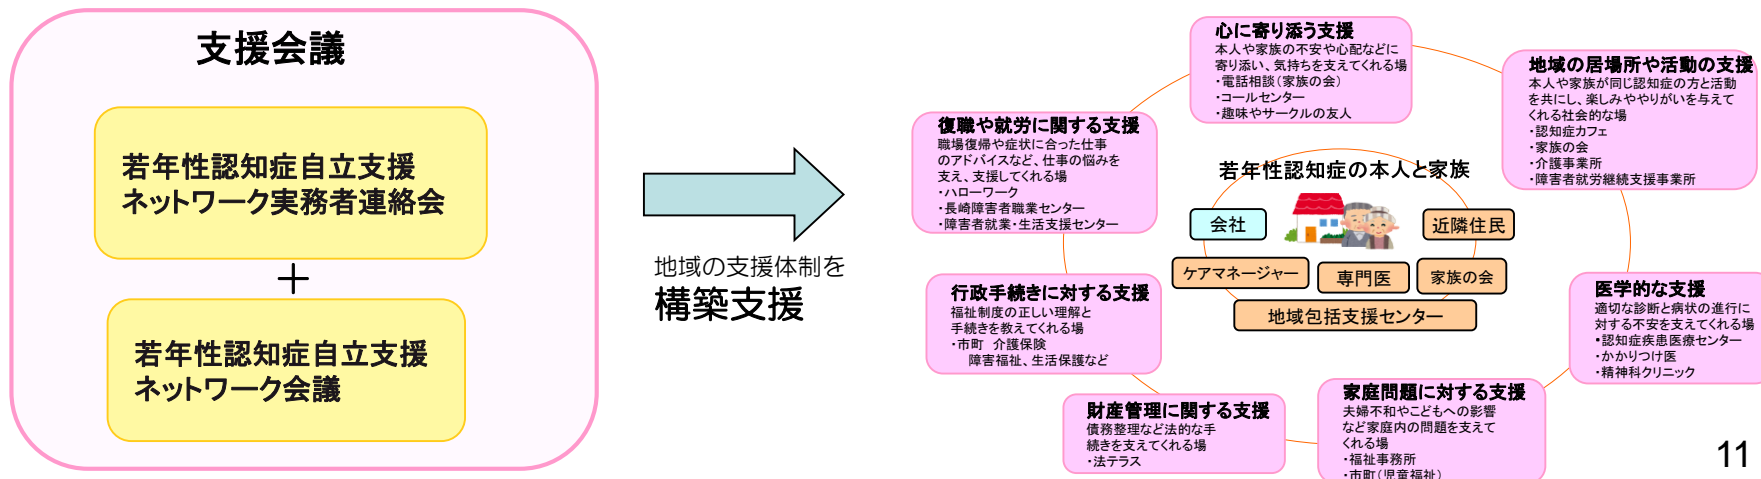 支援会議
若年性認知症自立支援
ネットワーク実務者連絡会
＋
若年性認知症自立支援
ネットワーク会議
地域の支援体制を
構築支援
心に寄り添う支援
本人や家族の不安や心配などに
寄り添い、気持ちを支えてくれる場
・電話相談（家族の会）
・コールセンター
・趣味やサークルの友人
地域の居場所や活動の支援
本人や家族が同じ認知症の方と活動
を共にし、楽しみややりがいを与えて
くれる社会的な場
・認知症カフェ
・家族の会
・介護事業所
・障害者就労継続支援事業所
復職や就労に関する支援
職場復帰や症状に合った仕事
のアドバイスなど、仕事の悩みを
支え、支援してくれる場
・ハローワーク
・長崎障害者職業センター
・障害者就業・生活支援センター
若年性認知症の本人と家族
会社
近隣住民
ケアマネージャー
専門医
家族の会
地域包括支援センター
行政手続きに対する支援
福祉制度の正しい理解と
手続きを教えてくれる場
・市町　介護保険
障害福祉、生活保護など
医学的な支援
適切な診断と病状の進行に
対する不安を支えてくれる場
・認知症疾患医療センター
・かかりつけ医
・精神科クリニック
財産管理に関する支援
債務整理など法的な手
続きを支えてくれる場
・法テラス
家庭問題に対する支援
夫婦不和やこどもへの影響
など家庭内の問題を支えて
くれる場
・福祉事務所
・市町（児童福祉）
11